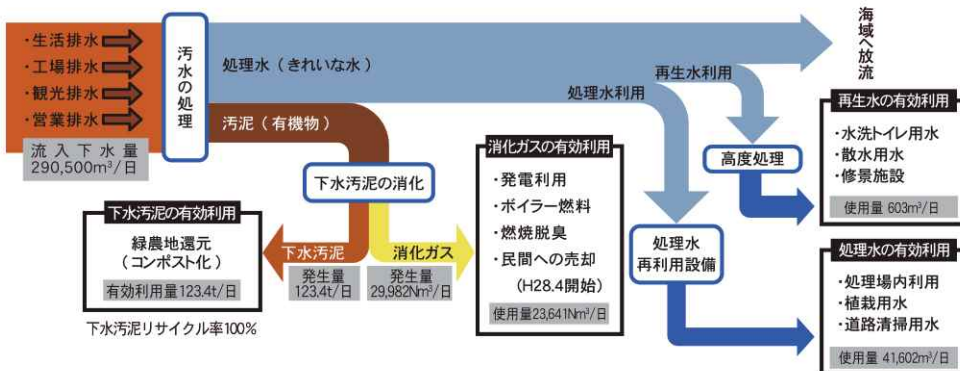 ・生活排水
・工場排水
・観光排水
・営業排水
流入下水量
290,500m³/日
汚水の処理
処理水（きれいな水）
汚泥（有機物）
処理水利用
再生水利用
海域へ放流
下水汚泥の消化
下水汚泥
発生量
123.4t/日
消化ガス
発生量
29,982Nm³/日
下水汚泥の有効利用
緑農地還元
（コンポスト化）
有効利用量123.4t/日
下水汚泥リサイクル率100%
消化ガスの有効利用
・発電利用
・ボイラー燃料
・燃焼脱臭
・民間への売却
（H28.4開始）
使用量23,641Nm³/日
高度処理
処理水
再利用設備
再生水の有効利用
・水洗トイレ用水
・散水用水
・修景施設
使用量 603m³/日
処理水の有効利用
・処理場内利用
・植栽用水
・道路清掃用水
使用量 41,602m³/日